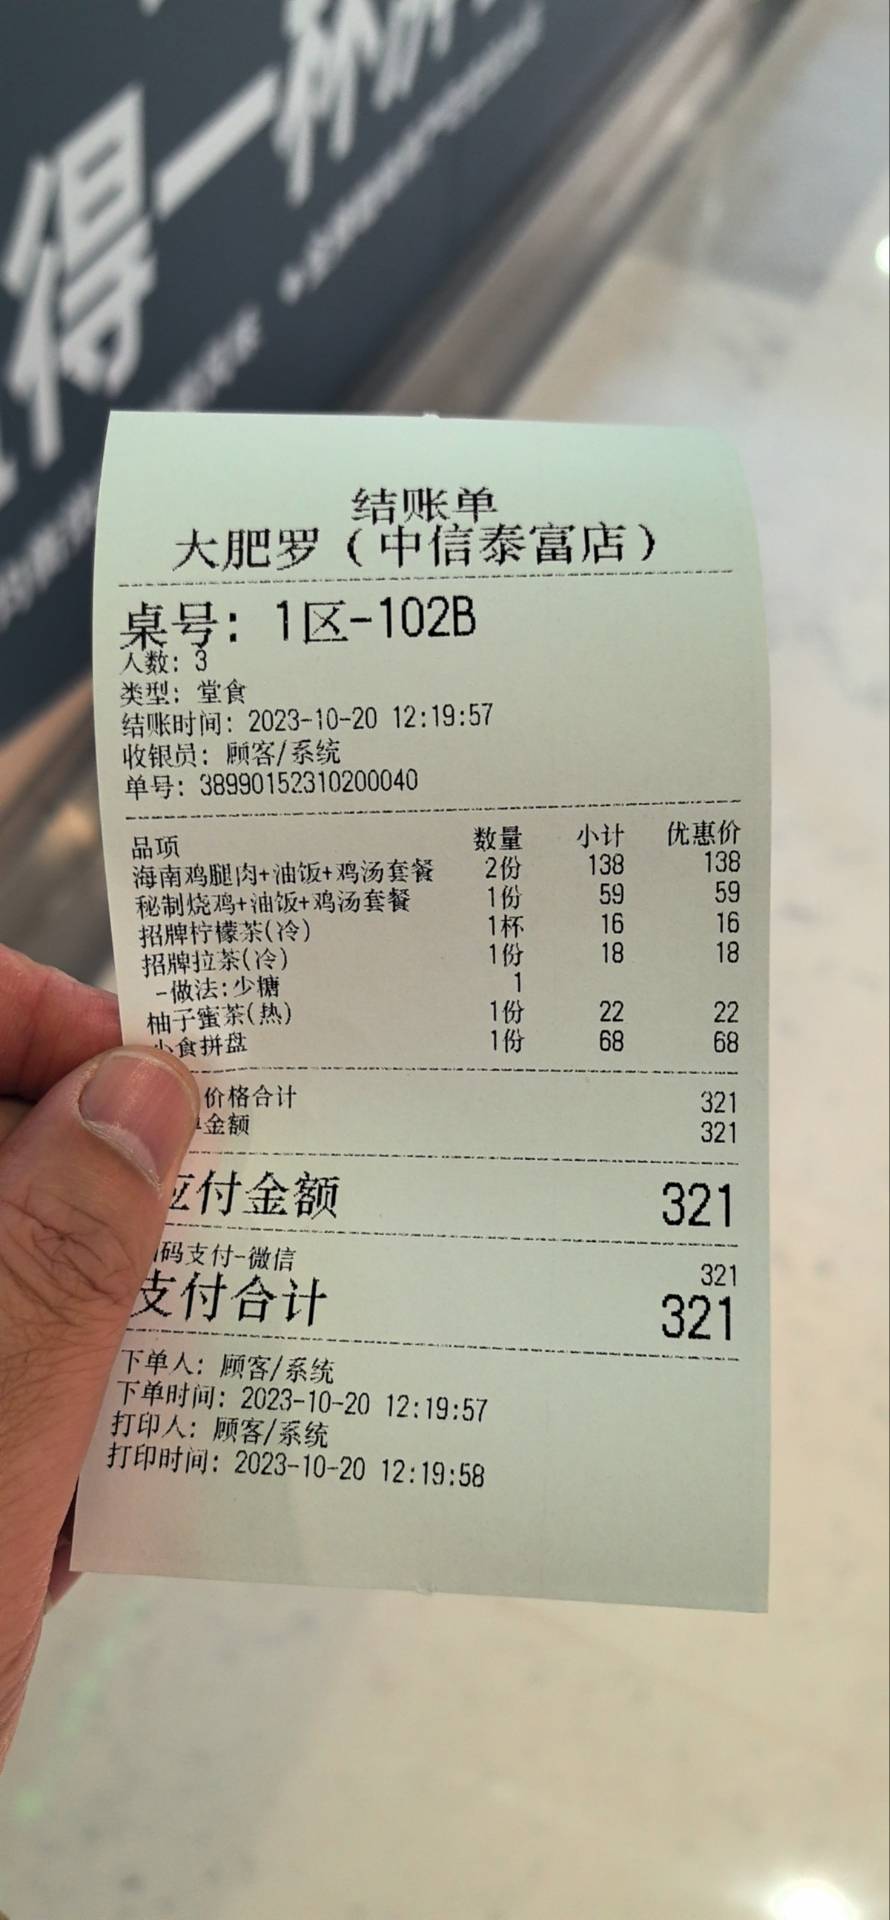 得一杯
结账单
大肥罗（中信泰富店）
桌号: 1区-102B
人数: 3
类型: 堂食
结账时间: 2023-10-20 12:19:57
收银员: 顾客/系统
单号: 38990152310200040
品项 数量 小计 优惠价
海南鸡腿肉+油饭+鸡汤套餐 2份 138 138
秘制烧鸡+油饭+鸡汤套餐 1份 59 59
招牌柠檬茶(冷) 1杯 16 16
招牌拉茶(冷) 1份 18 18
-做法:少糖 1
柚子蜜茶(热) 1份 22 22
小食拼盘 1份 68 68
价格合计 321
金额 321
应付金额 321
码支付-微信 321
支付合计 321
下单人: 顾客/系统
下单时间: 2023-10-20 12:19:57
打印人: 顾客/系统
打印时间: 2023-10-20 12:19:58